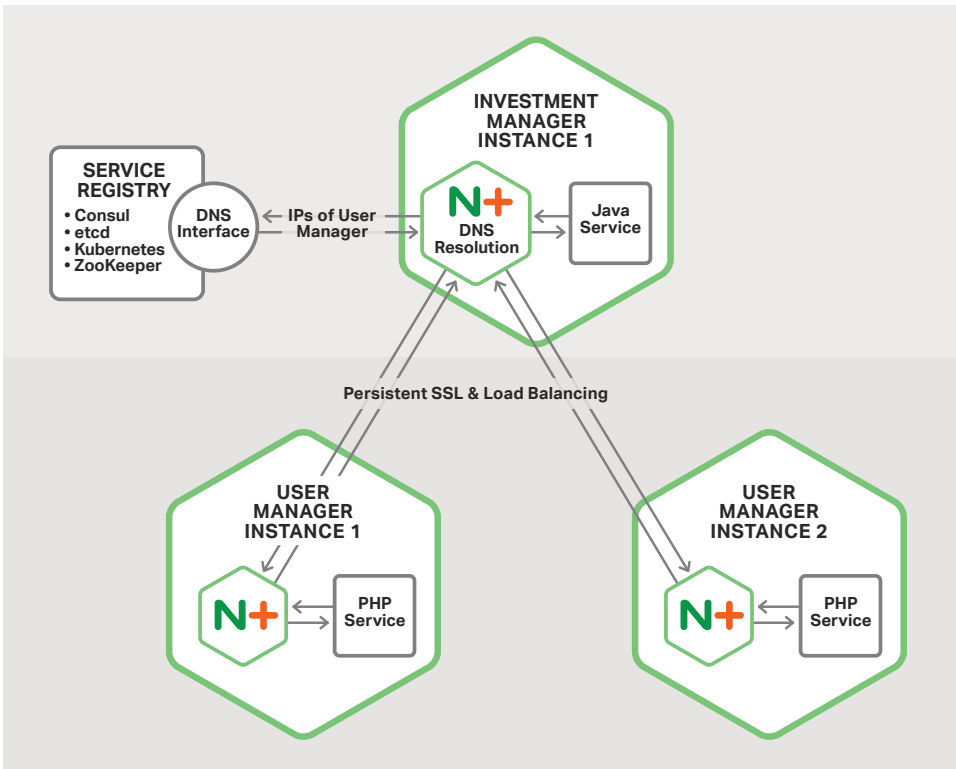 INVESTMENT
MANAGER
INSTANCE 1
SERVICE
REGISTRY
• Consul
• etcd
• Kubernetes
• ZooKeeper
DNS
Interface
IPs of User
Manager
N+
DNS
Resolution
Java
Service
Persistent SSL & Load Balancing
USER
MANAGER
INSTANCE 1
N+
PHP
Service
USER
MANAGER
INSTANCE 2
N+
PHP
Service